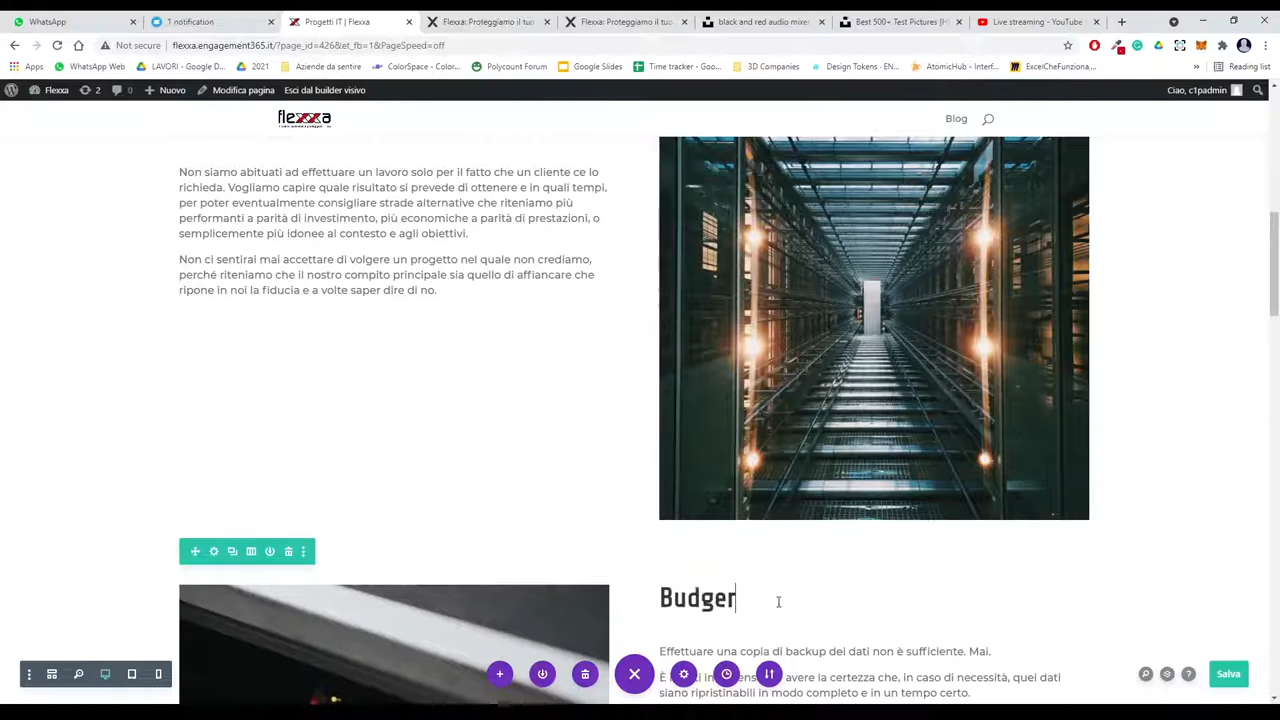 WhatsApp
1 notification
Progetti IT | Flexxa
Flexxa: Proteggiamo il tuo
Flexxa: Proteggiamo il tuo
black and red audio mixer
Best 500+ Test Pictures [H
Live streaming - YouTube
Not secure
flexxa.engagement365.it/?page_id=426&et_fb=1&PageSpeed=off
Apps
WhatsApp Web
LAVORI - Google D...
2021
Aziende da sentire
ColorSpace - Color...
Polycount Forum
Google Slides
Time tracker - Goo...
3D Companies
Design Tokens - EN...
AtomicHub - Interf...
ExcelCheFunziona,...
Reading list
Flexxa
2
0
Nuovo
Modifica pagina
Esci dal builder visivo
Ciao, c1padmin
flexxa
Blog
Non siamo abituati ad effettuare un lavoro solo per il fatto che un cliente ce lo
richieda. Vogliamo capire quale risultato si prevede di ottenere e in quali tempi,
per poter eventualmente consigliare strade alternative che riteniamo più
performanti a parità di investimento, più economiche a parità di prestazioni, o
semplicemente più idonee al contesto e agli obiettivi.
Non ci sentirai mai accettare di volgere un progetto nel quale non crediamo,
perché riteniamo che il nostro compito principale sia quello di affiancare che
ripone in noi la fiducia e a volte saper dire di no.
Budger
Effettuare una copia di backup dei dati non è sufficiente. Mai.
avere la certezza che, in caso di necessità, quei dati
siano ripristinabili in modo completo e in un tempo certo.
Salva